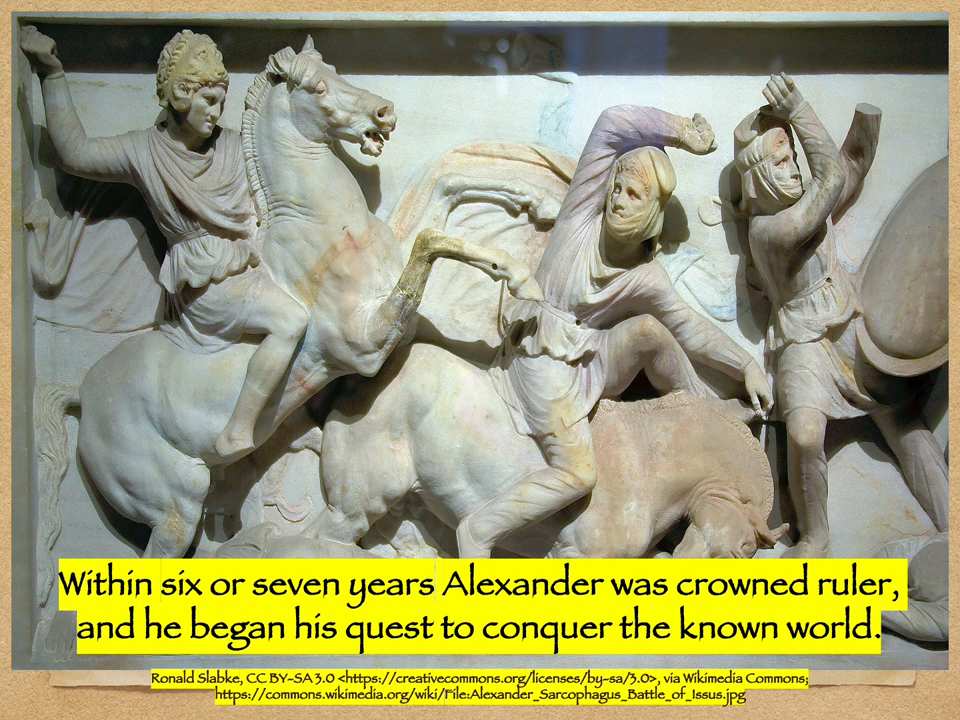 Within six or seven years Alexander was crowned ruler,
and he began his quest to conquer the known world.
Ronald Slabke, CC BY-SA 3.0 <https://creativecommons.org/licenses/by-sa/3.0>, via Wikimedia Commons;
https://commons.wikimedia.org/wiki/File:Alexander_Sarcophagus_Battle_of_Issus.jpg